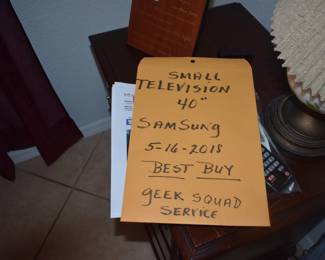 SMALL
TELEVISION
40"
SAMSUNG
5-16-2018
BEST BUY
GEEK SQUAD
SERVICE